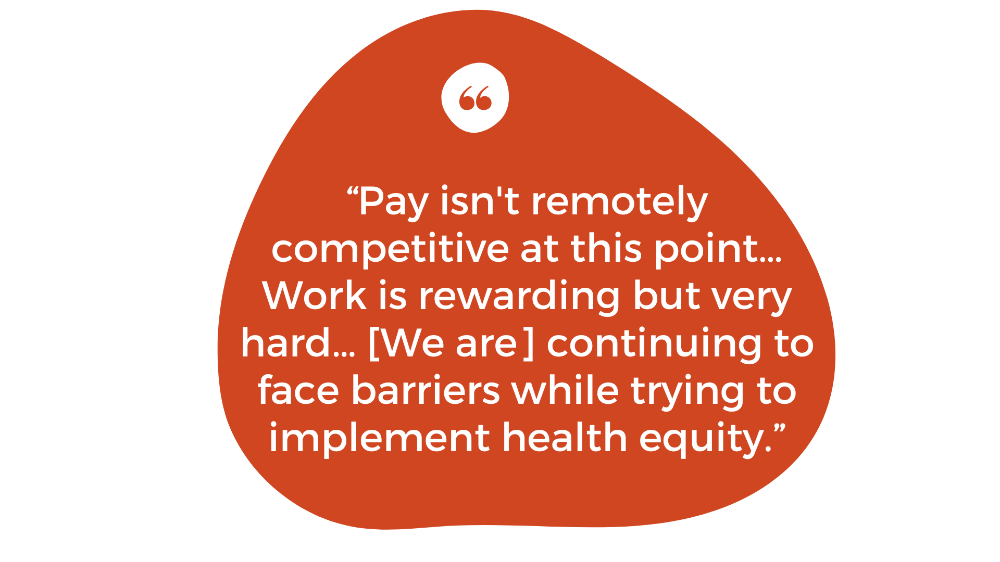 “
“Pay isn't remotely
competitive at this point...
Work is rewarding but very
hard... [We are] continuing to
face barriers while trying to
implement health equity.”